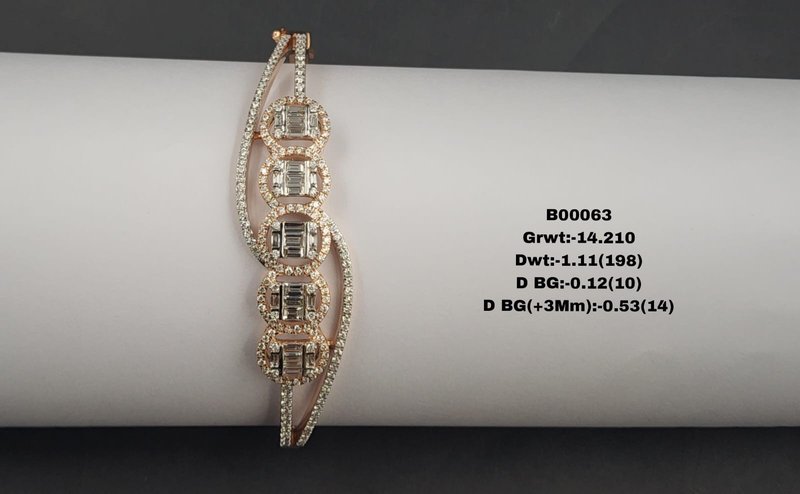 B00063
Grwt:-14.210
Dwt:-1.11(198)
D BG:-0.12(10)
D BG(+3Mm):-0.53(14)